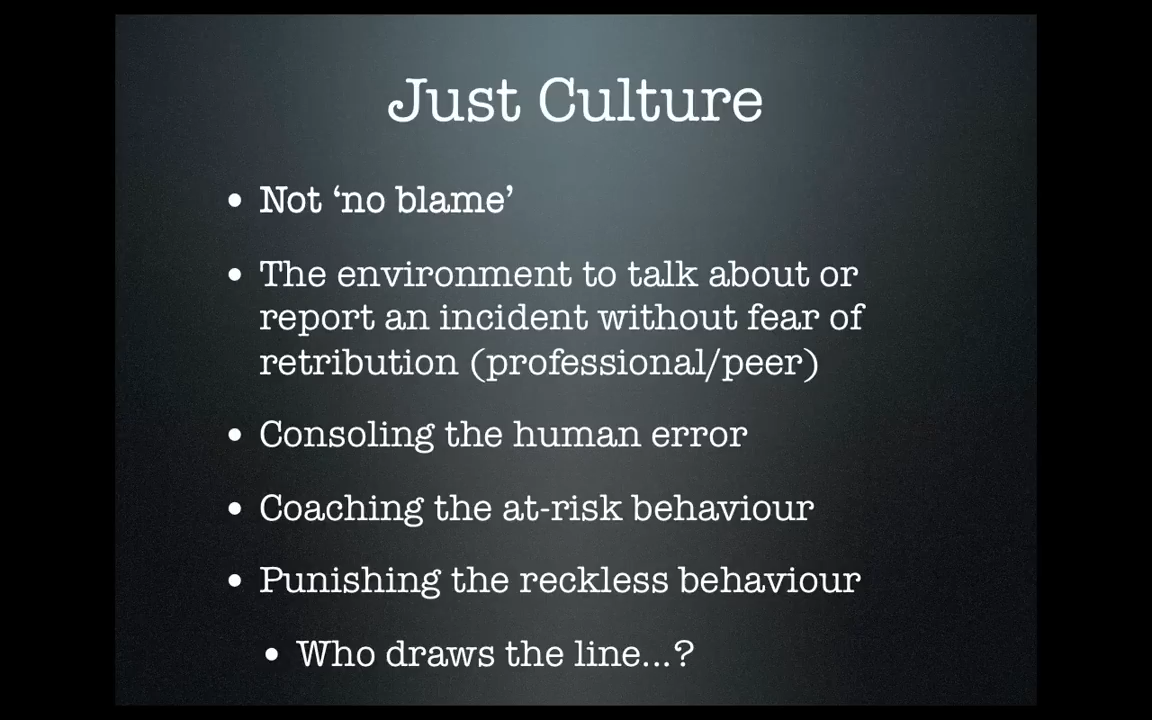 Just Culture
• Not ‘no blame’
• The environment to talk about or
report an incident without fear of
retribution (professional/peer)
• Consoling the human error
• Coaching the at-risk behaviour
• Punishing the reckless behaviour
• Who draws the line...?